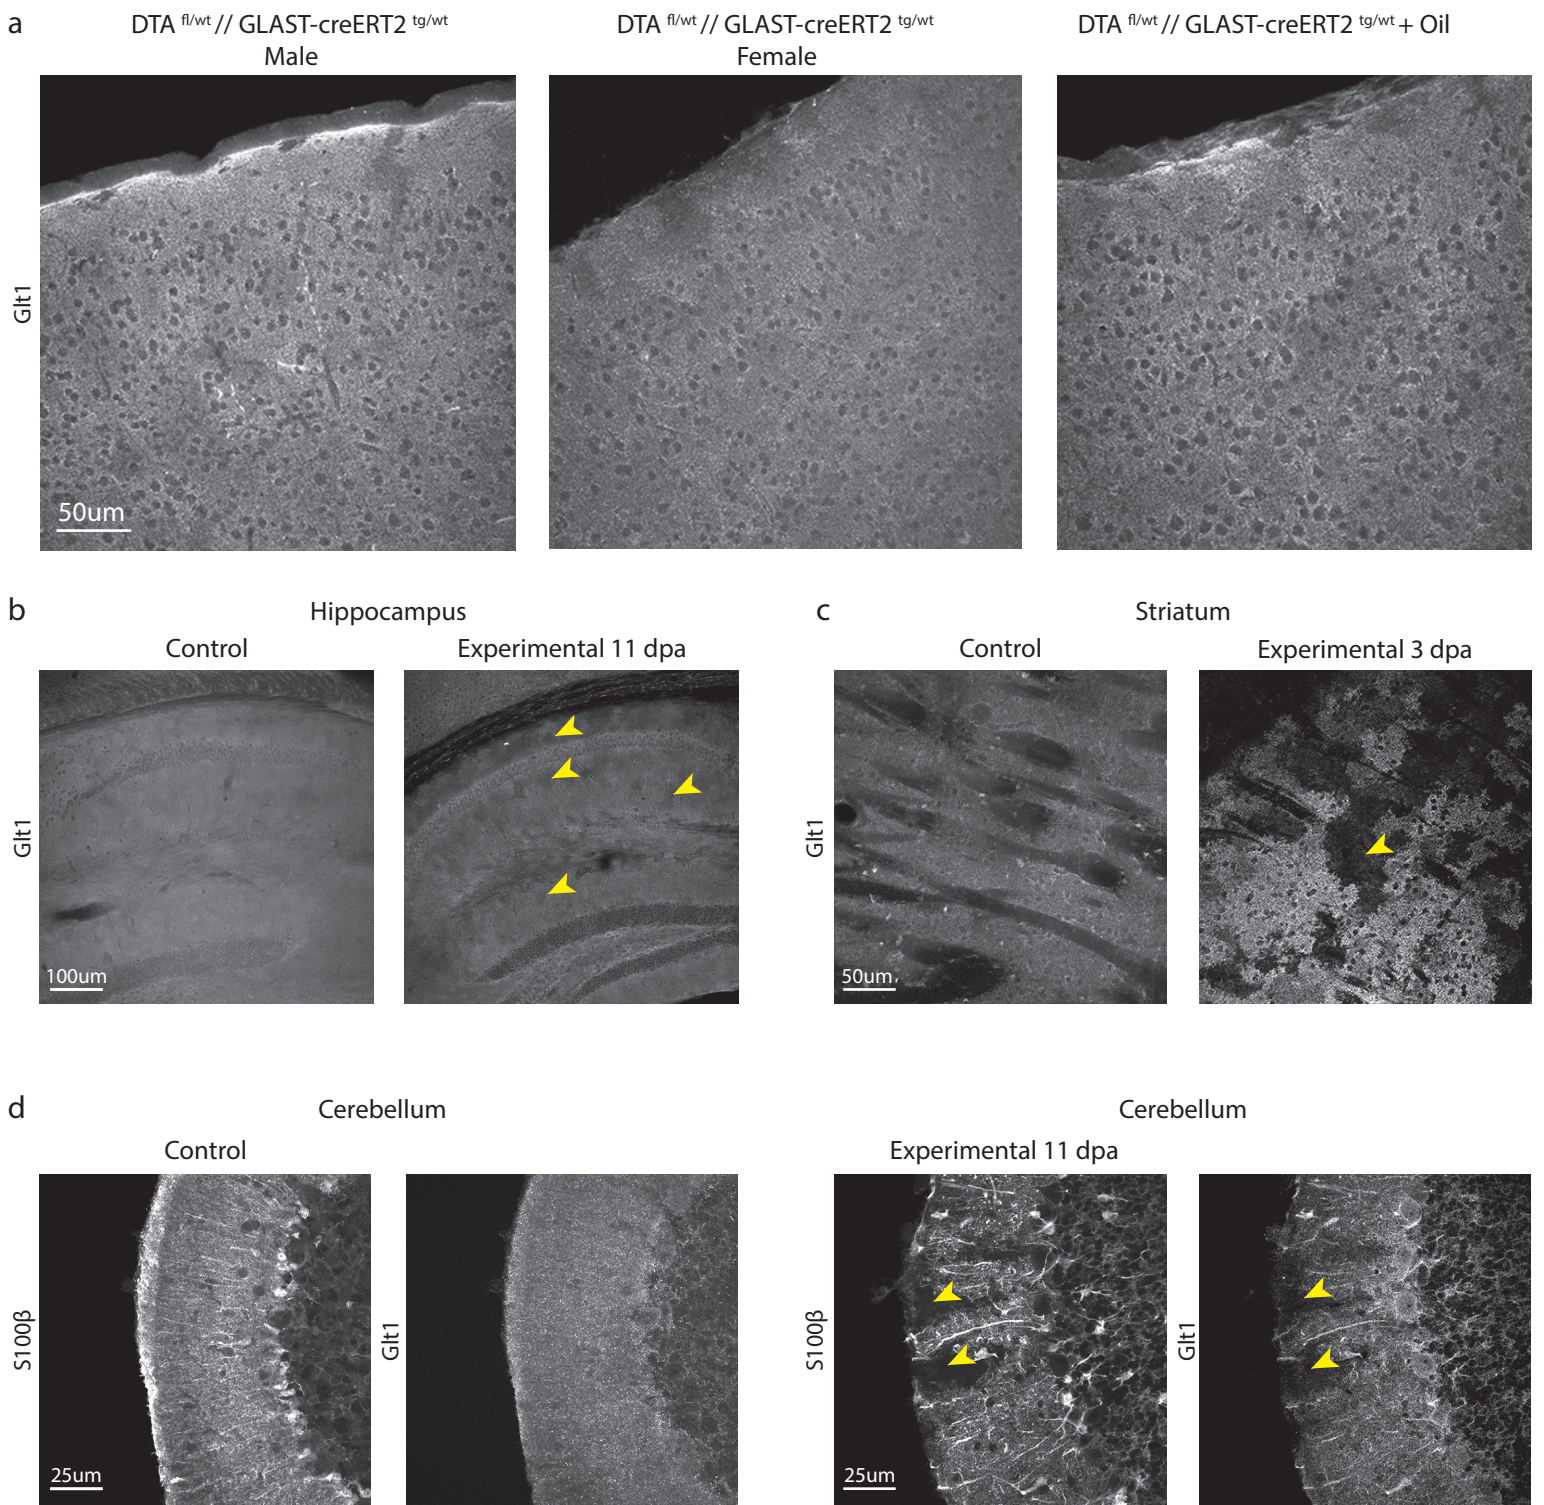 a
DTA fl/wt // GLAST-creERT2 tg/wt
Male
DTA fl/wt // GLAST-creERT2 tg/wt
Female
DTA fl/wt // GLAST-creERT2 tg/wt + Oil
Glt1
50um
b
Hippocampus
Control
Experimental 11 dpa
Glt1
100um
c
Striatum
Control
Experimental 3 dpa
Glt1
50um
d
Cerebellum
Control
S100β
25um
Glt1
Cerebellum
Experimental 11 dpa
S100β
25um
Glt1